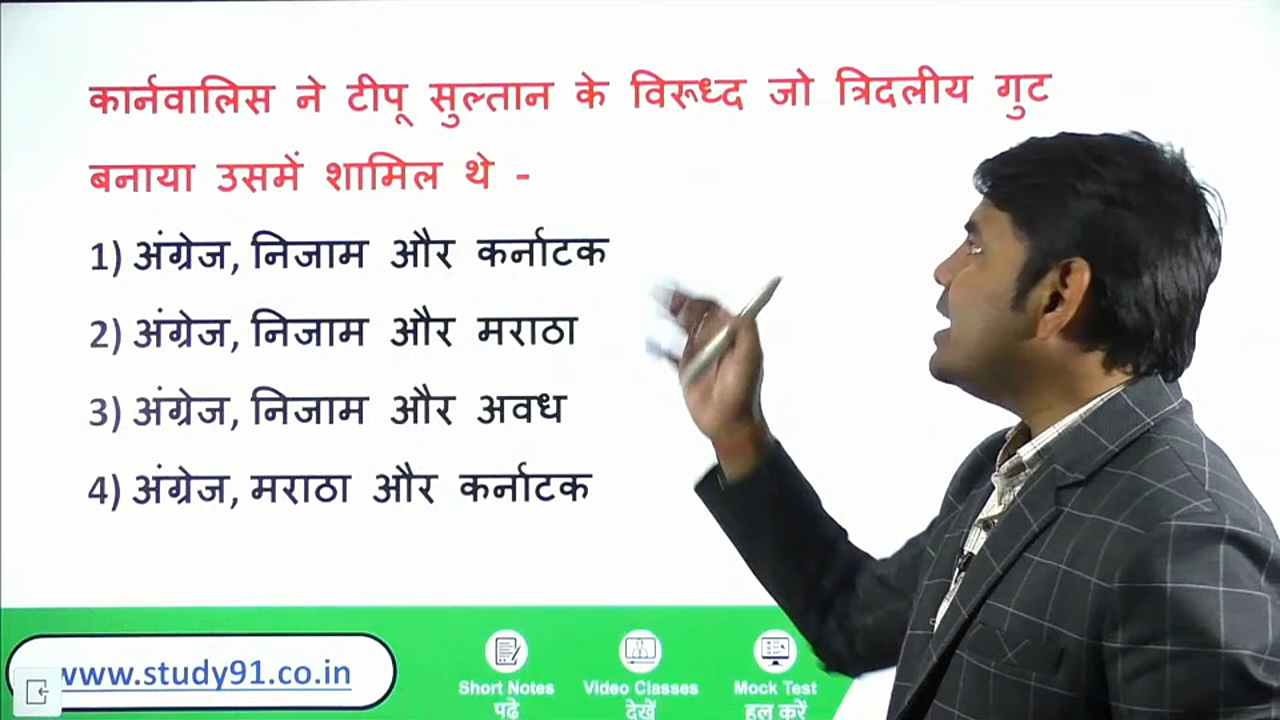 कार्नवालिस ने टीपू सुल्तान के विरूध्द जो त्रिदलीय गुट
बनाया उसमें शामिल थे -
1) अंग्रेज, निजाम और कर्नाटक
2) अंग्रेज, निजाम और मराठा
3) अंग्रेज, निजाम और अवध
4) अंग्रेज, मराठा और कर्नाटक
www.study91.co.in
Short Notes
पढ़े
Video Classes
देखें
Mock Test
हल करें